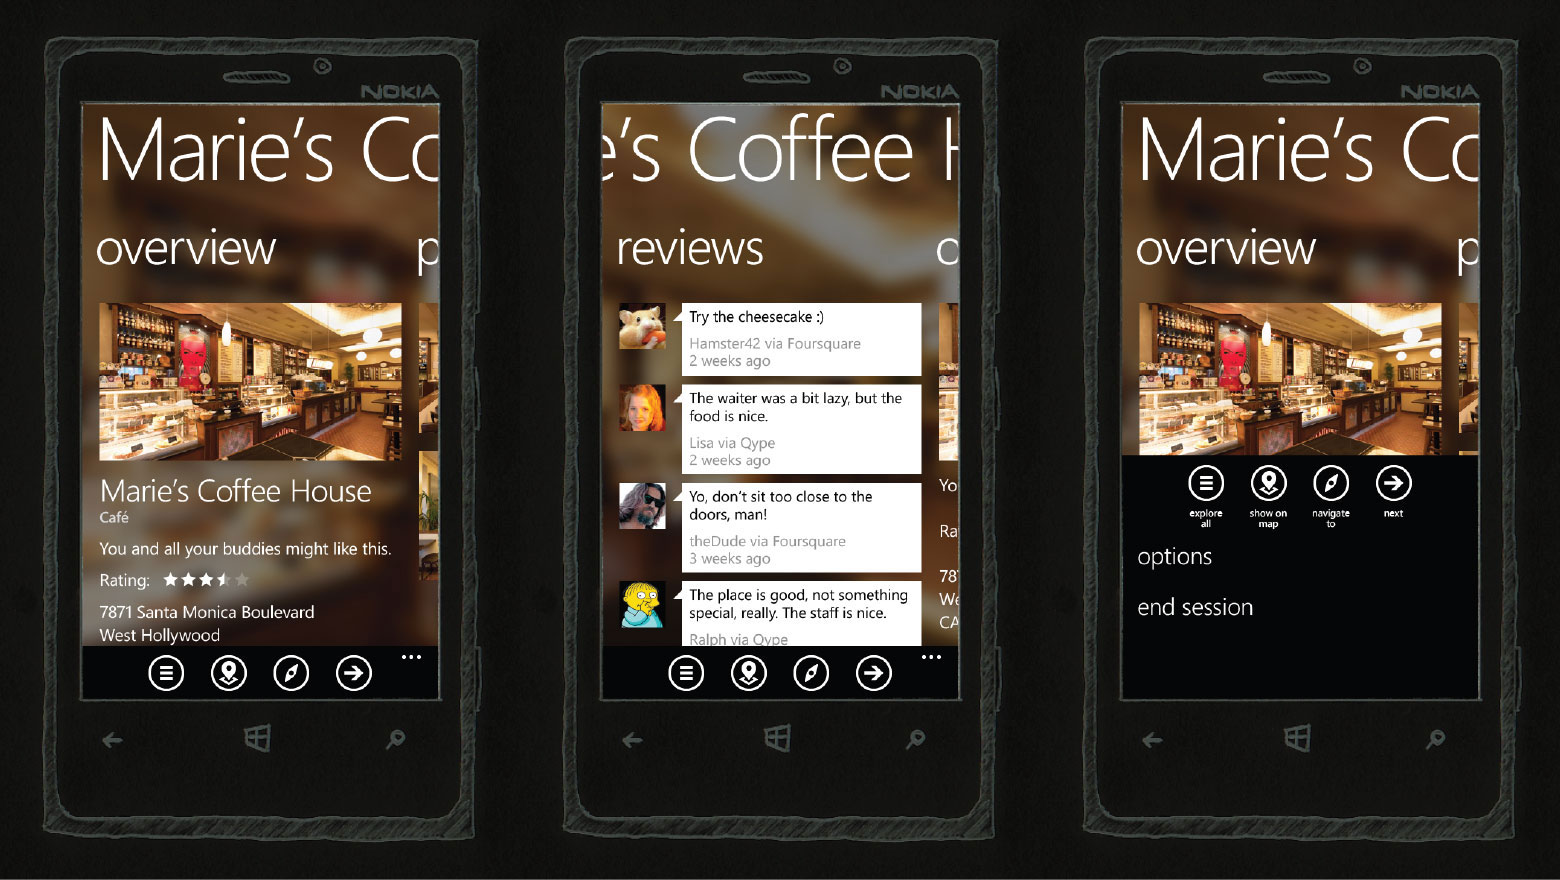 NOKIA
Marie's Co
overview
p
Marie's Coffee House
Café
You and all your buddies might like this.
Rating:
7871 Santa Monica Boulevard
West Hollywood
NOKIA
e's Coffee H
reviews
o
Try the cheesecake :)
Hamster42 via Foursquare
2 weeks ago
The waiter was a bit lazy, but the
food is nice.
Lisa via Qype
2 weeks ago
Yo, don't sit too close to the
doors, man!
theDude via Foursquare
3 weeks ago
The place is good, not something
special, really. The staff is nice.
Ralph via Qype
Yo
Ra
787
We
CA
NOKIA
Marie's Co
overview
p
explore
all
show on
map
navigate
to
next
options
end session